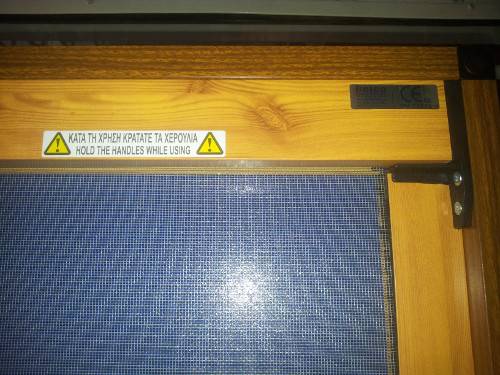 ΚΑΤΑ ΤΗ ΧΡΗΣΗ ΚΡΑΤΑΤΕ ΤΑ ΧΕΡΟΥΛΙΑ
HOLD THE HANDLES WHILE USING
CE